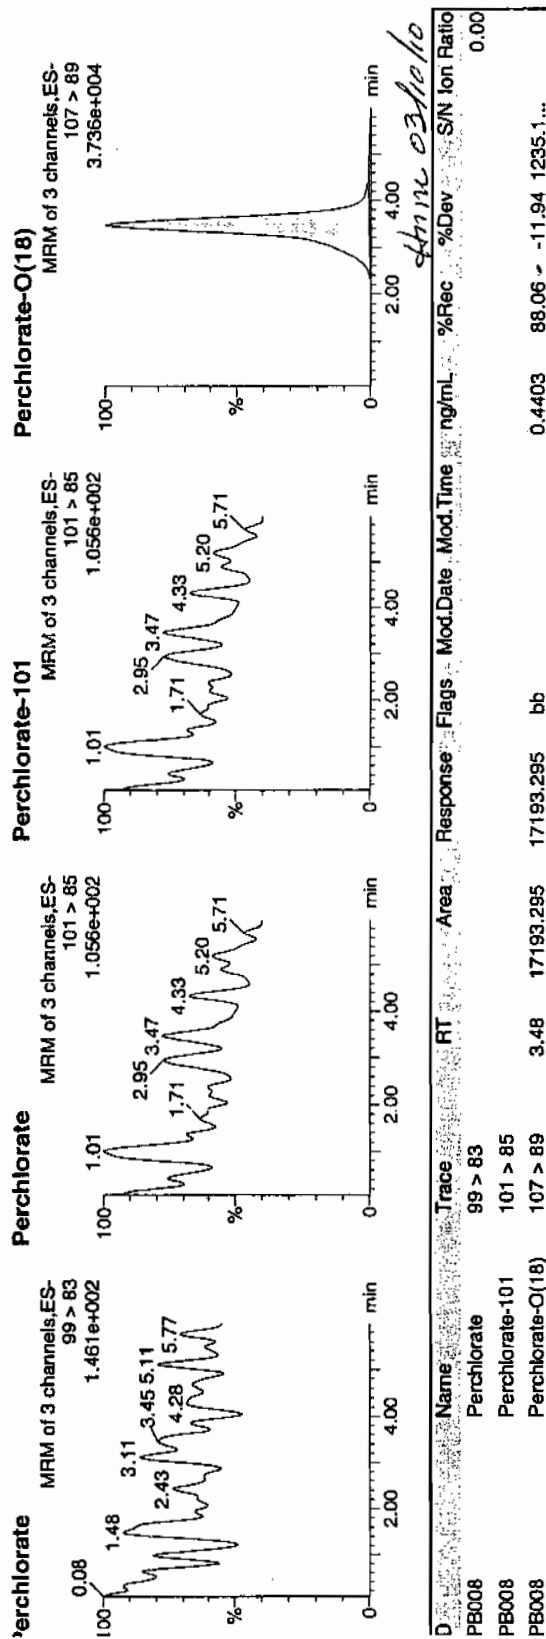 Perchlorate
MRM of 3 channels,ES-
99 > 83
1.461e+002
100
%
0
0.08
1.48
2.43
3.11
3.45
4.28
5.11
5.77
2.00
4.00
min
Perchlorate
MRM of 3 channels,ES-
101 > 85
1.056e+002
100
%
0
1.01
1.71
2.95
3.47
4.33
5.20
5.71
2.00
4.00
min
Perchlorate-101
MRM of 3 channels,ES-
101 > 85
1.056e+002
100
%
0
1.01
1.71
2.95
3.47
4.33
5.20
5.71
2.00
4.00
min
Perchlorate-O(18)
MRM of 3 channels,ES-
107 > 89
3.736e+004
100
%
0
2.00
4.00
min
03/10/10
D Name Trace RT Area Response Flags Mod.Date Mod.Time ng/mL %Rec %Dev S/N Ion Ratio
PB008 Perchlorate 99 > 83 0.00
PB008 Perchlorate-101 101 > 85
PB008 Perchlorate-O(18) 107 > 89 3.48 17193.295 17193.295 bb 0.4403 88.06 -11.94 1235.1...